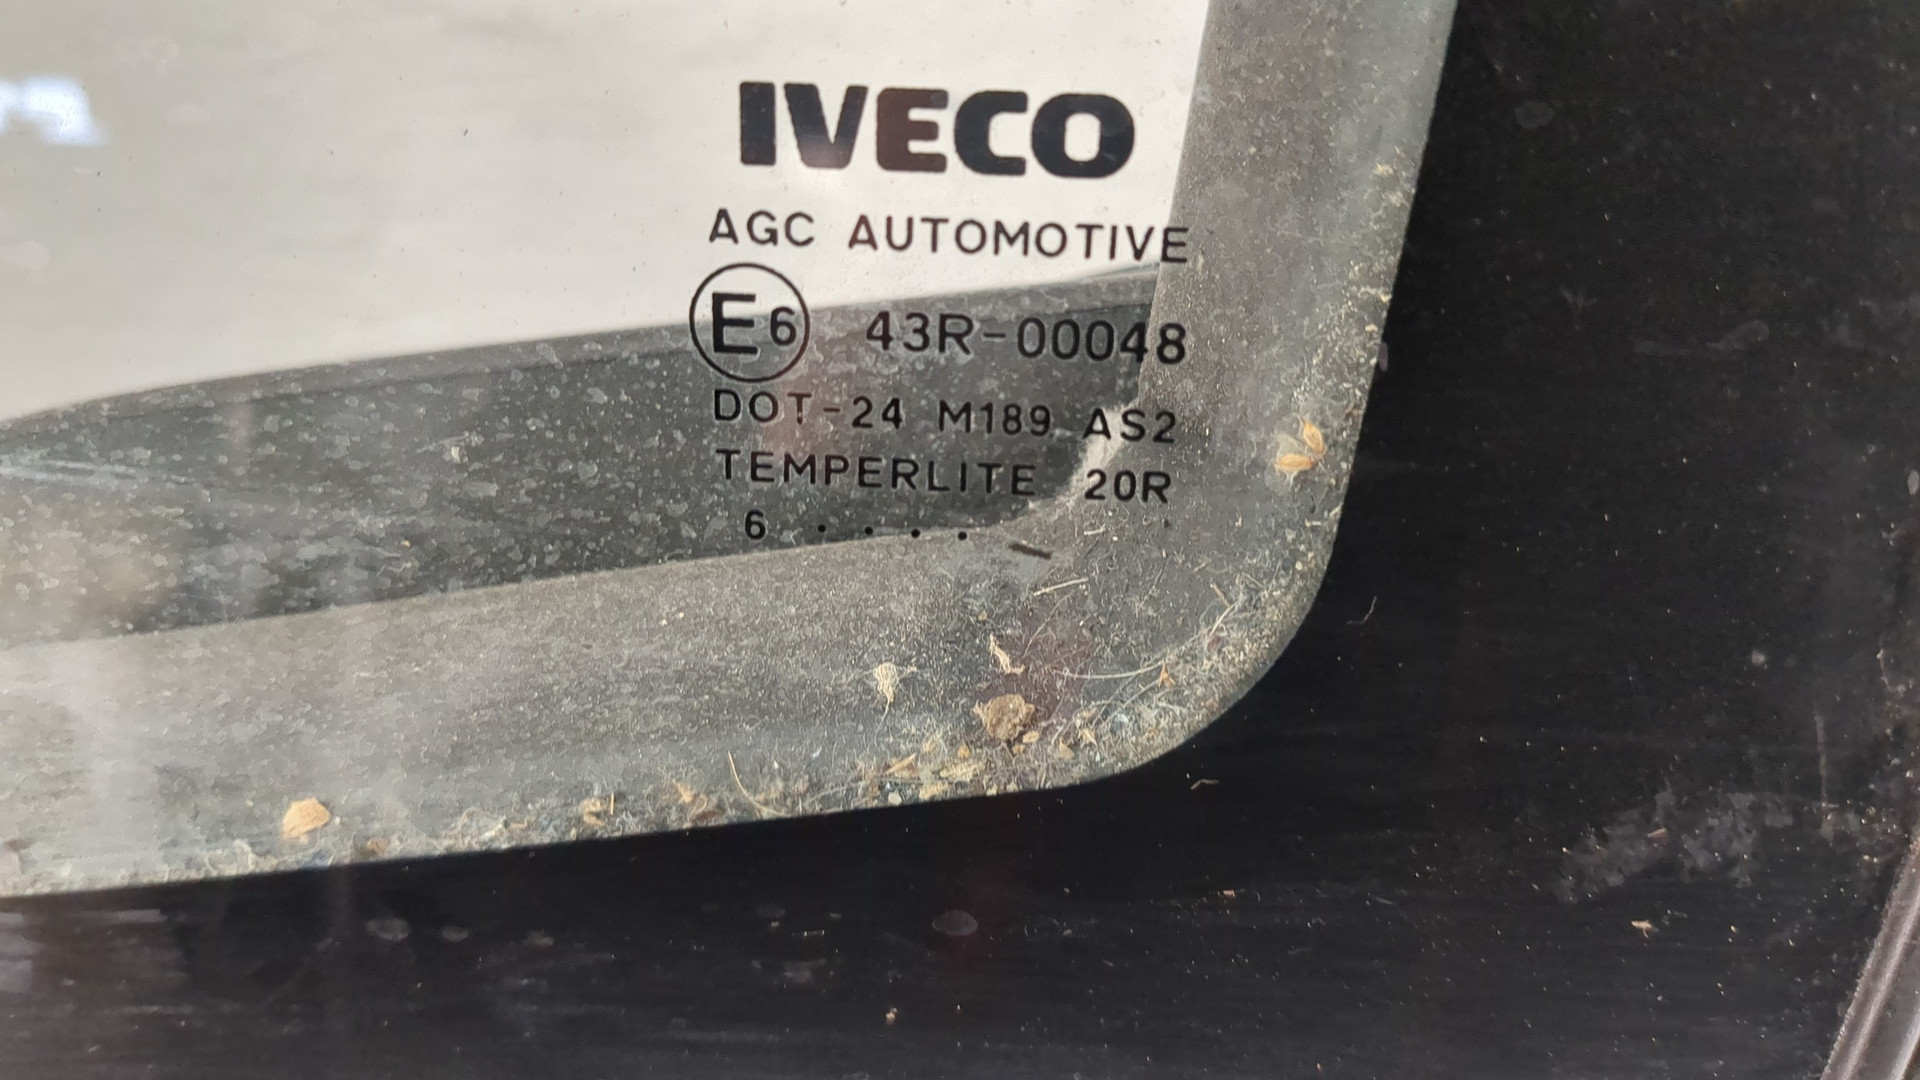 IVECO
AGC AUTOMOTIVE
E6 43R-00048
DOT-24 M189 AS2
TEMPERLITE 20R
6 . . . .